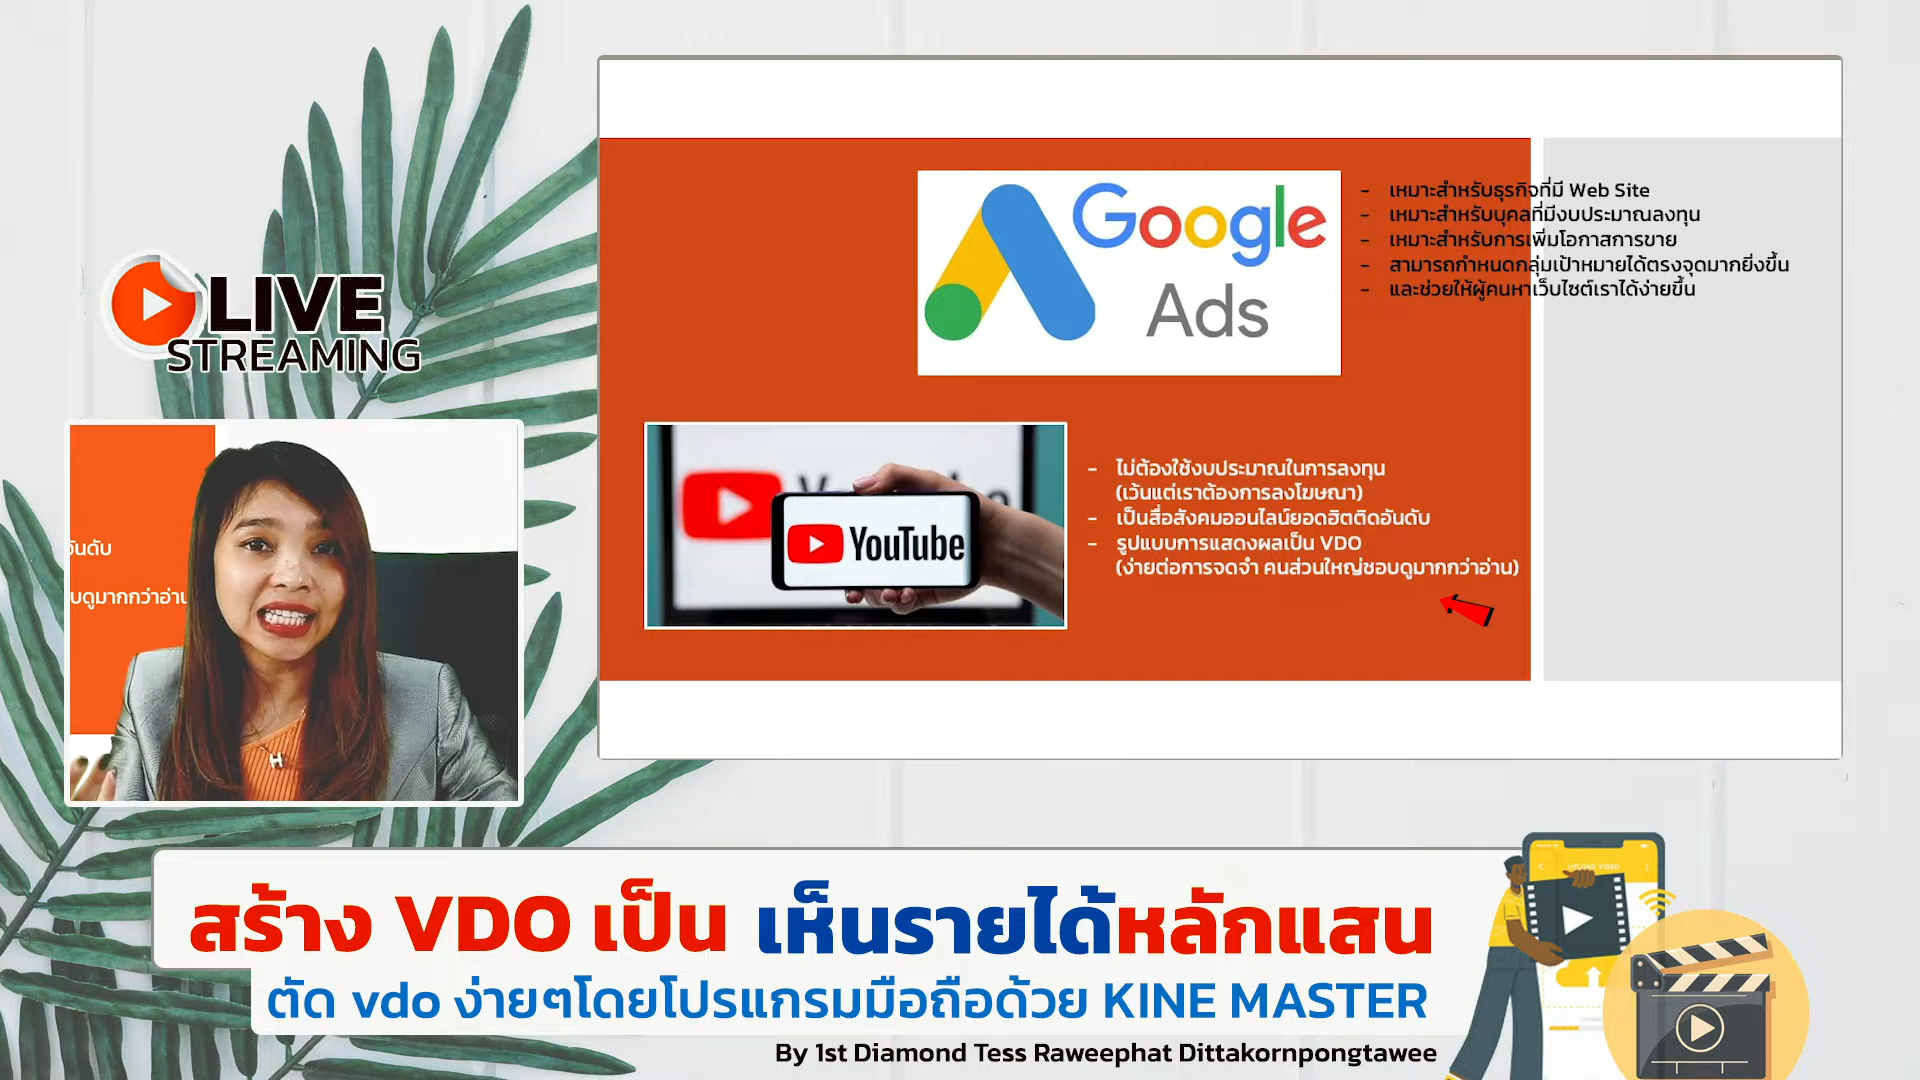 LIVE
STREAMING
Google
Ads
- เหมาะสำหรับธุรกิจที่มี Web Site
- เหมาะสำหรับบุคลที่มีงบประมาณลงทุน
- เหมาะสำหรับการเพิ่มโอกาสการขาย
- สามารถกำหนดกลุ่มเป้าหมายได้ตรงจุดมากยิ่งขึ้น
- และช่วยให้ผู้คนหาเว็บไซต์เราได้ง่ายขึ้น
YouTube
- ไม่ต้องใช้งบประมาณในการลงทุน
(เว้นแต่เราต้องการลงโฆษณา)
- เป็นสื่อสังคมออนไลน์ยอดฮิตติดอันดับ
- รูปแบบการแสดงผลเป็น VDO
(ง่ายต่อการจดจำ คนส่วนใหญ่ชอบดูมากกว่าอ่าน)
อันดับ
บดูมากกว่าอ่าน
H
สร้าง VDO เป็น เห็นรายได้หลักแสน
ตัด vdo ง่ายๆโดยโปรแกรมมือถือด้วย KINE MASTER
By 1st Diamond Tess Raweephat Dittakornpongtawee
UPLOAD VIDEO